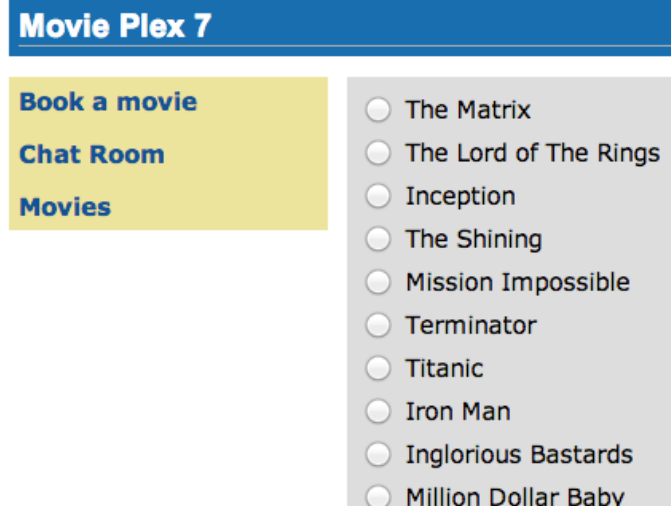 Movie Plex 7
Book a movie
Chat Room
Movies
The Matrix
The Lord of The Rings
Inception
The Shining
Mission Impossible
Terminator
Titanic
Iron Man
Inglorious Bastards
Million Dollar Baby